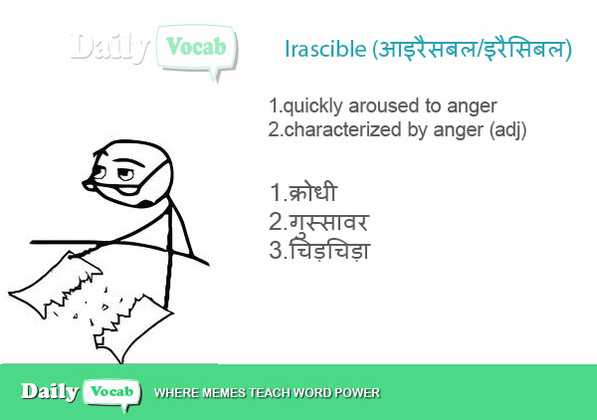 Daily Vocab
Irascible (आइरैसबल/इरैसिबल)
1.quickly aroused to anger
2.characterized by anger (adj)
1.क्रोधी
2.गुस्सावर
3.चिड़चिड़ा
Daily Vocab WHERE MEMES TEACH WORD POWER